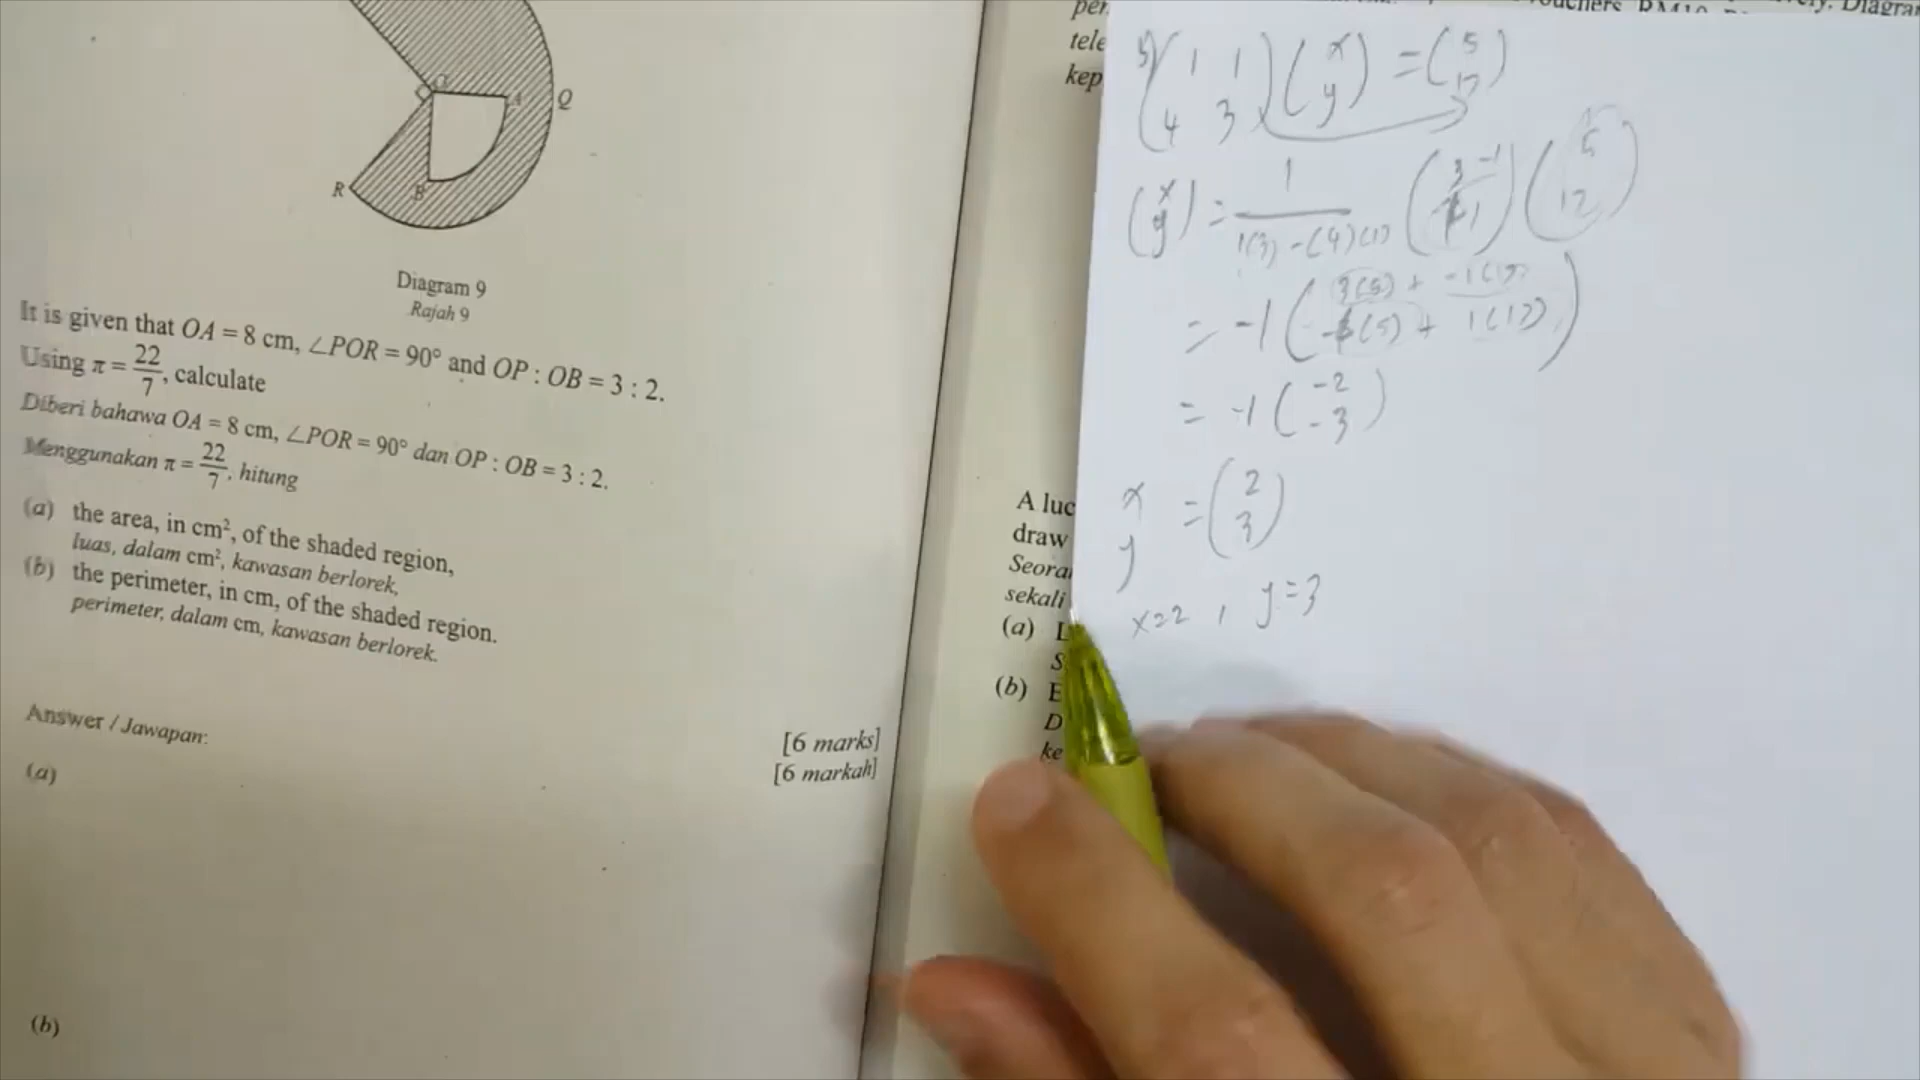 O
A
Q
R
B
Diagram 9
Rajah 9
It is given that OA = 8 cm, ∠POR = 90° and OP : OB = 3 : 2.
Using π = 22/7, calculate
Diberi bahawa OA = 8 cm, ∠POR = 90° dan OP : OB = 3 : 2.
Menggunakan π = 22/7, hitung
(a) the area, in cm², of the shaded region,
luas, dalam cm², kawasan berlorek,
(b) the perimeter, in cm, of the shaded region.
perimeter, dalam cm, kawasan berlorek.
[6 marks]
[6 markah]
Answer / Jawapan:
(a)
(b)
tele
kep
A luc
draw
sekali
(a)
(b) E
D
ke
(1 1 / 4 3)(x / y) = (5 / 17)
(x / y) = 1 / 1(3) - (4)(1)
= -1
= -1 (-2 / -3)
x
y = (2 / 3)
x = 2 , y = 3